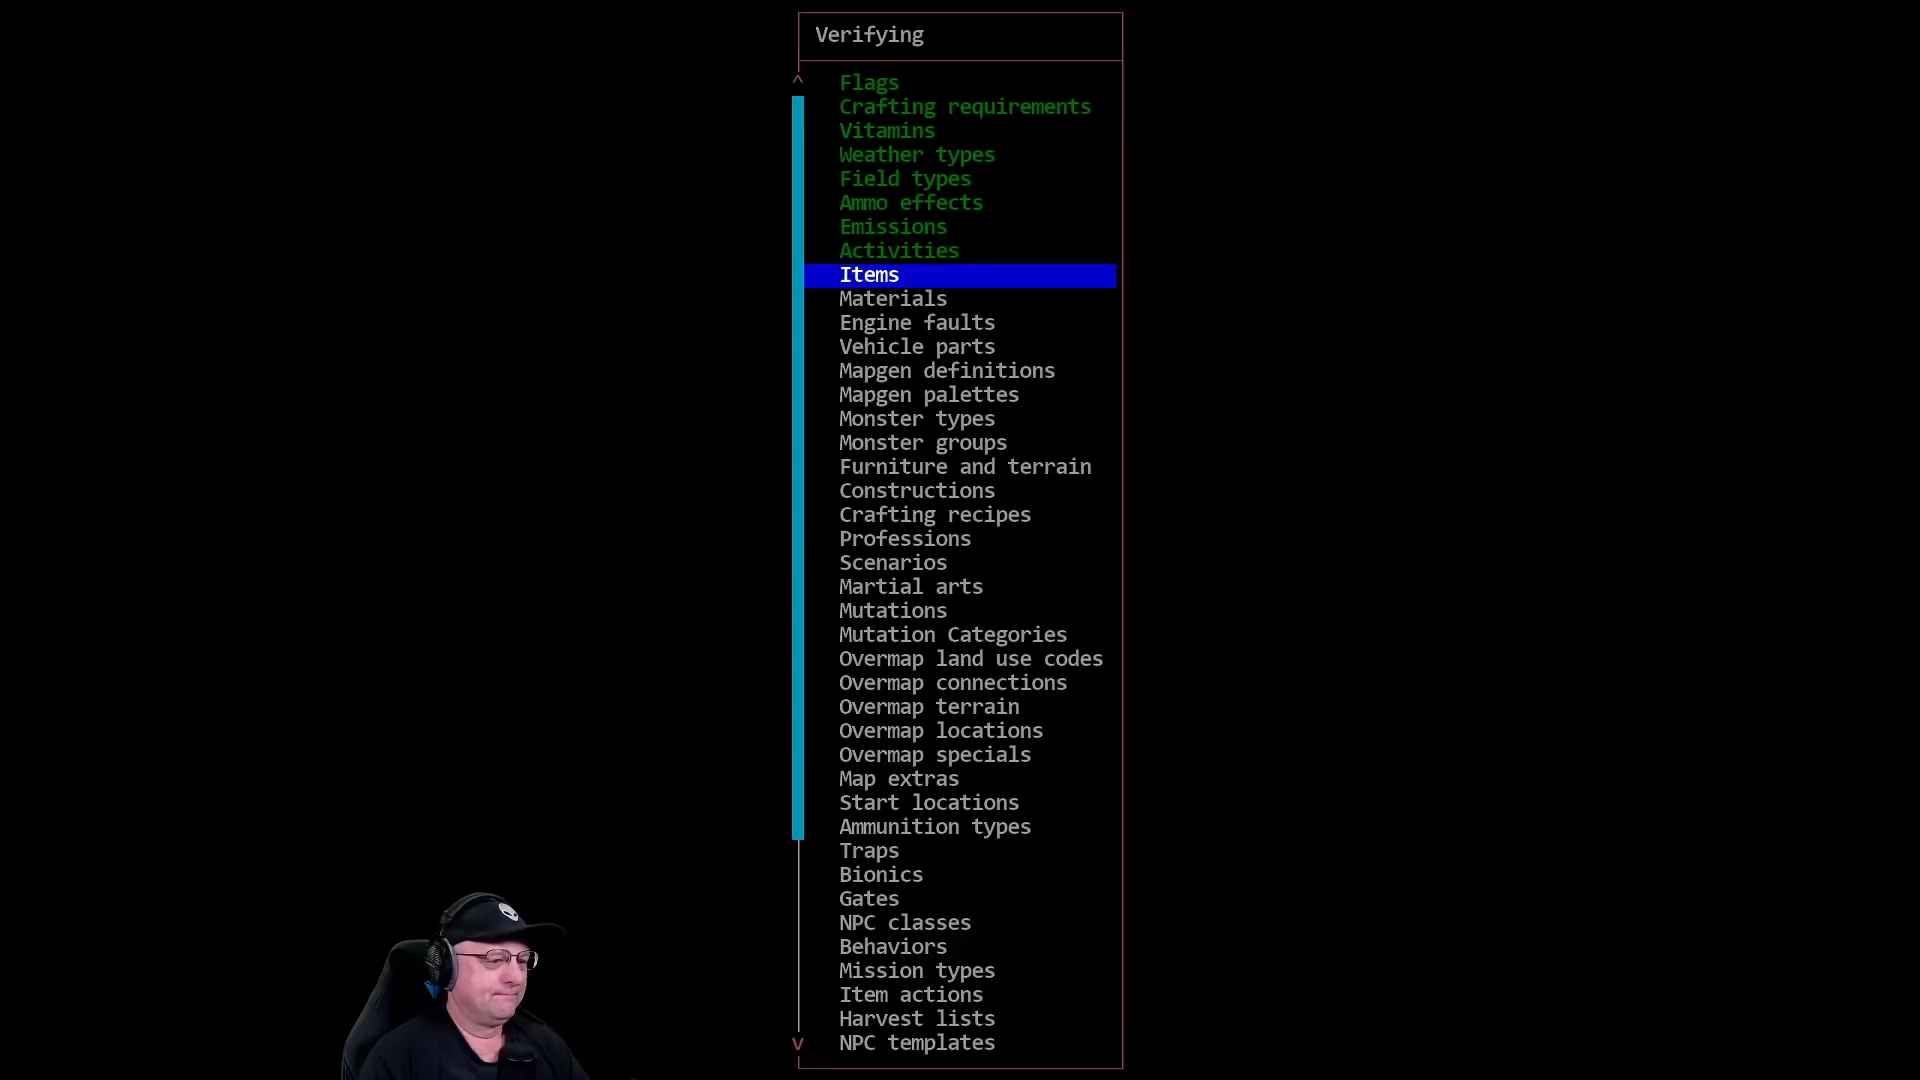 Verifying
^
Flags
Crafting requirements
Vitamins
Weather types
Field types
Ammo effects
Emissions
Activities
Items
Materials
Engine faults
Vehicle parts
Mapgen definitions
Mapgen palettes
Monster types
Monster groups
Furniture and terrain
Constructions
Crafting recipes
Professions
Scenarios
Martial arts
Mutations
Mutation Categories
Overmap land use codes
Overmap connections
Overmap terrain
Overmap locations
Overmap specials
Map extras
Start locations
Ammunition types
Traps
Bionics
Gates
NPC classes
Behaviors
Mission types
Item actions
Harvest lists
v NPC templates